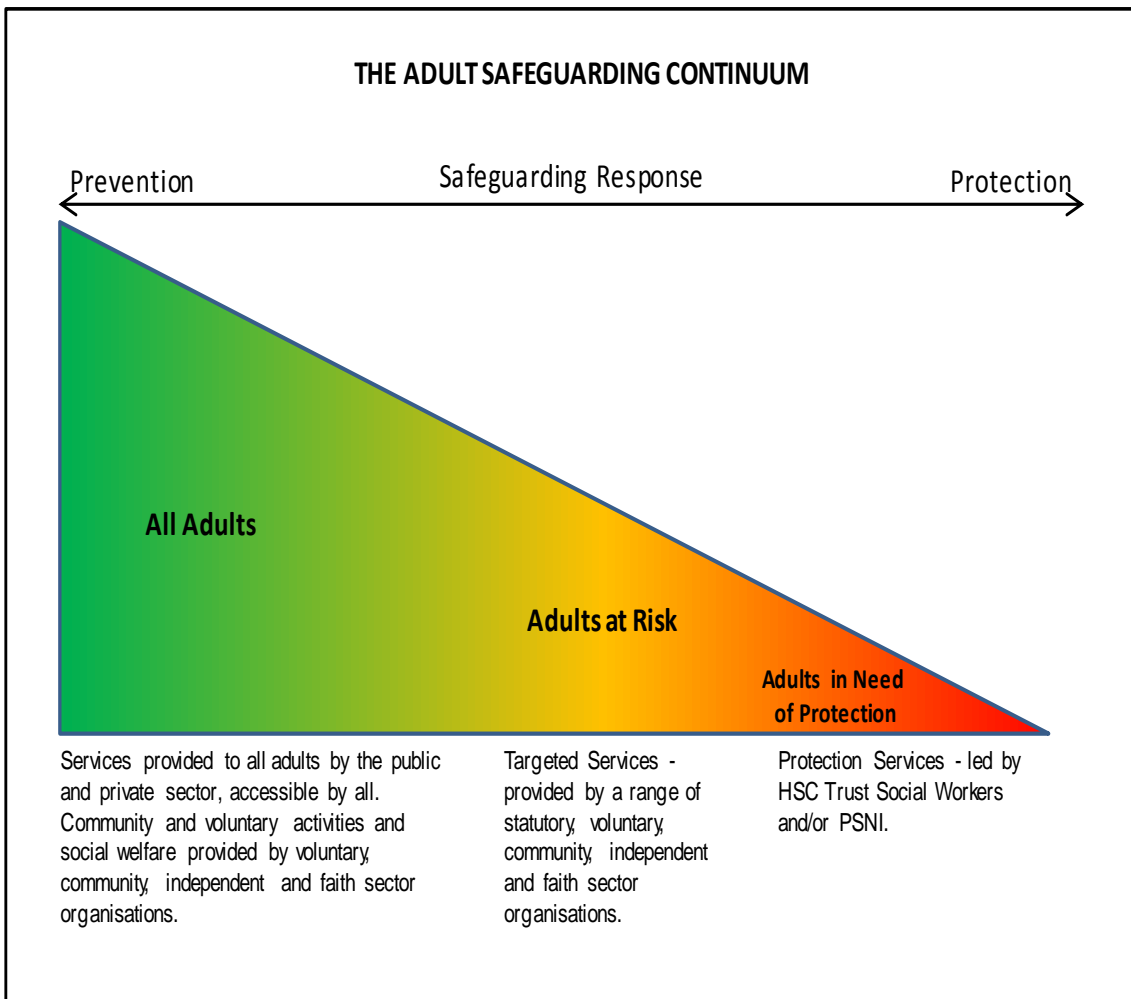 THE ADULT SAFEGUARDING CONTINUUM
Prevention
Safeguarding Response
Protection
All Adults
Adults at Risk
Adults in Need
of Protection
Services provided to all adults by the public
and private sector, accessible by all.
Community and voluntary activities and
social welfare provided by voluntary,
community, independent and faith sector
organisations.
Targeted Services -
provided by a range of
statutory, voluntary,
community, independent
and faith sector
organisations.
Protection Services - led by
HSC Trust Social Workers
and/or PSNI.